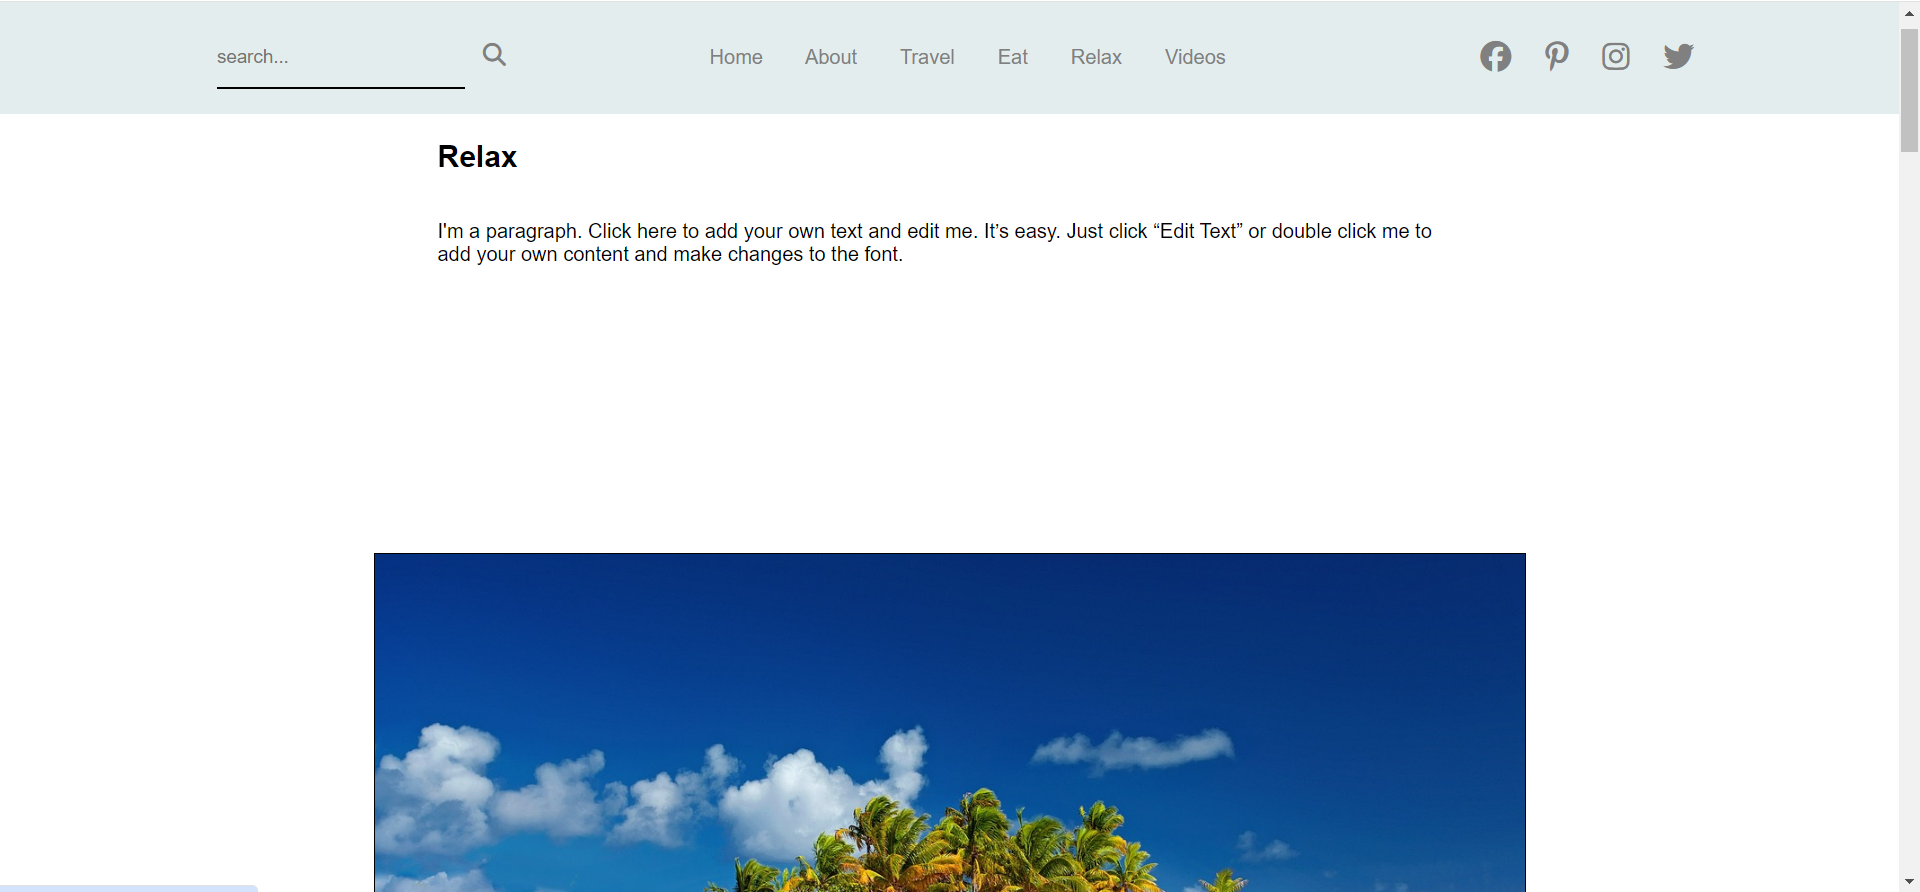 search...
Home About Travel Eat Relax Videos
Relax
I'm a paragraph. Click here to add your own text and edit me. It’s easy. Just click “Edit Text” or double click me to
add your own content and make changes to the font.